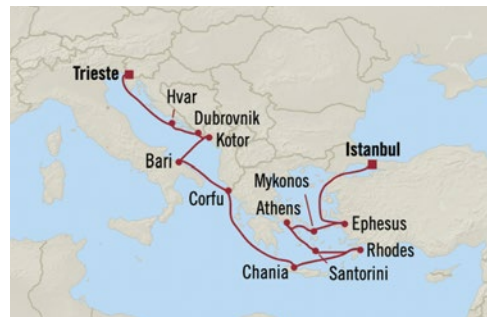 Trieste
Hvar
Dubrovnik
Kotor
Bari
Istanbul
Mykonos
Corfu
Athens
Ephesus
Rhodes
Chania
Santorini